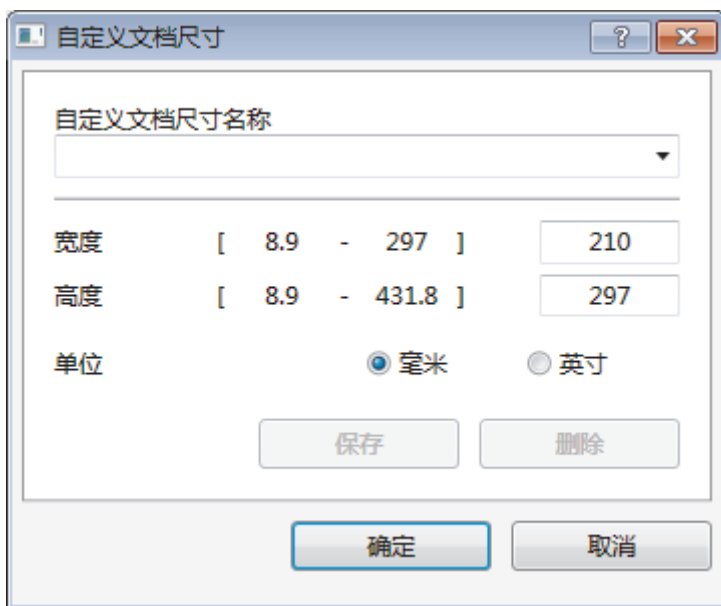 自定义文档尺寸
自定义文档尺寸名称
宽度 [ 8.9 - 297 ] 210
高度 [ 8.9 - 431.8 ] 297
单位 毫米 英寸
保存 删除
确定 取消